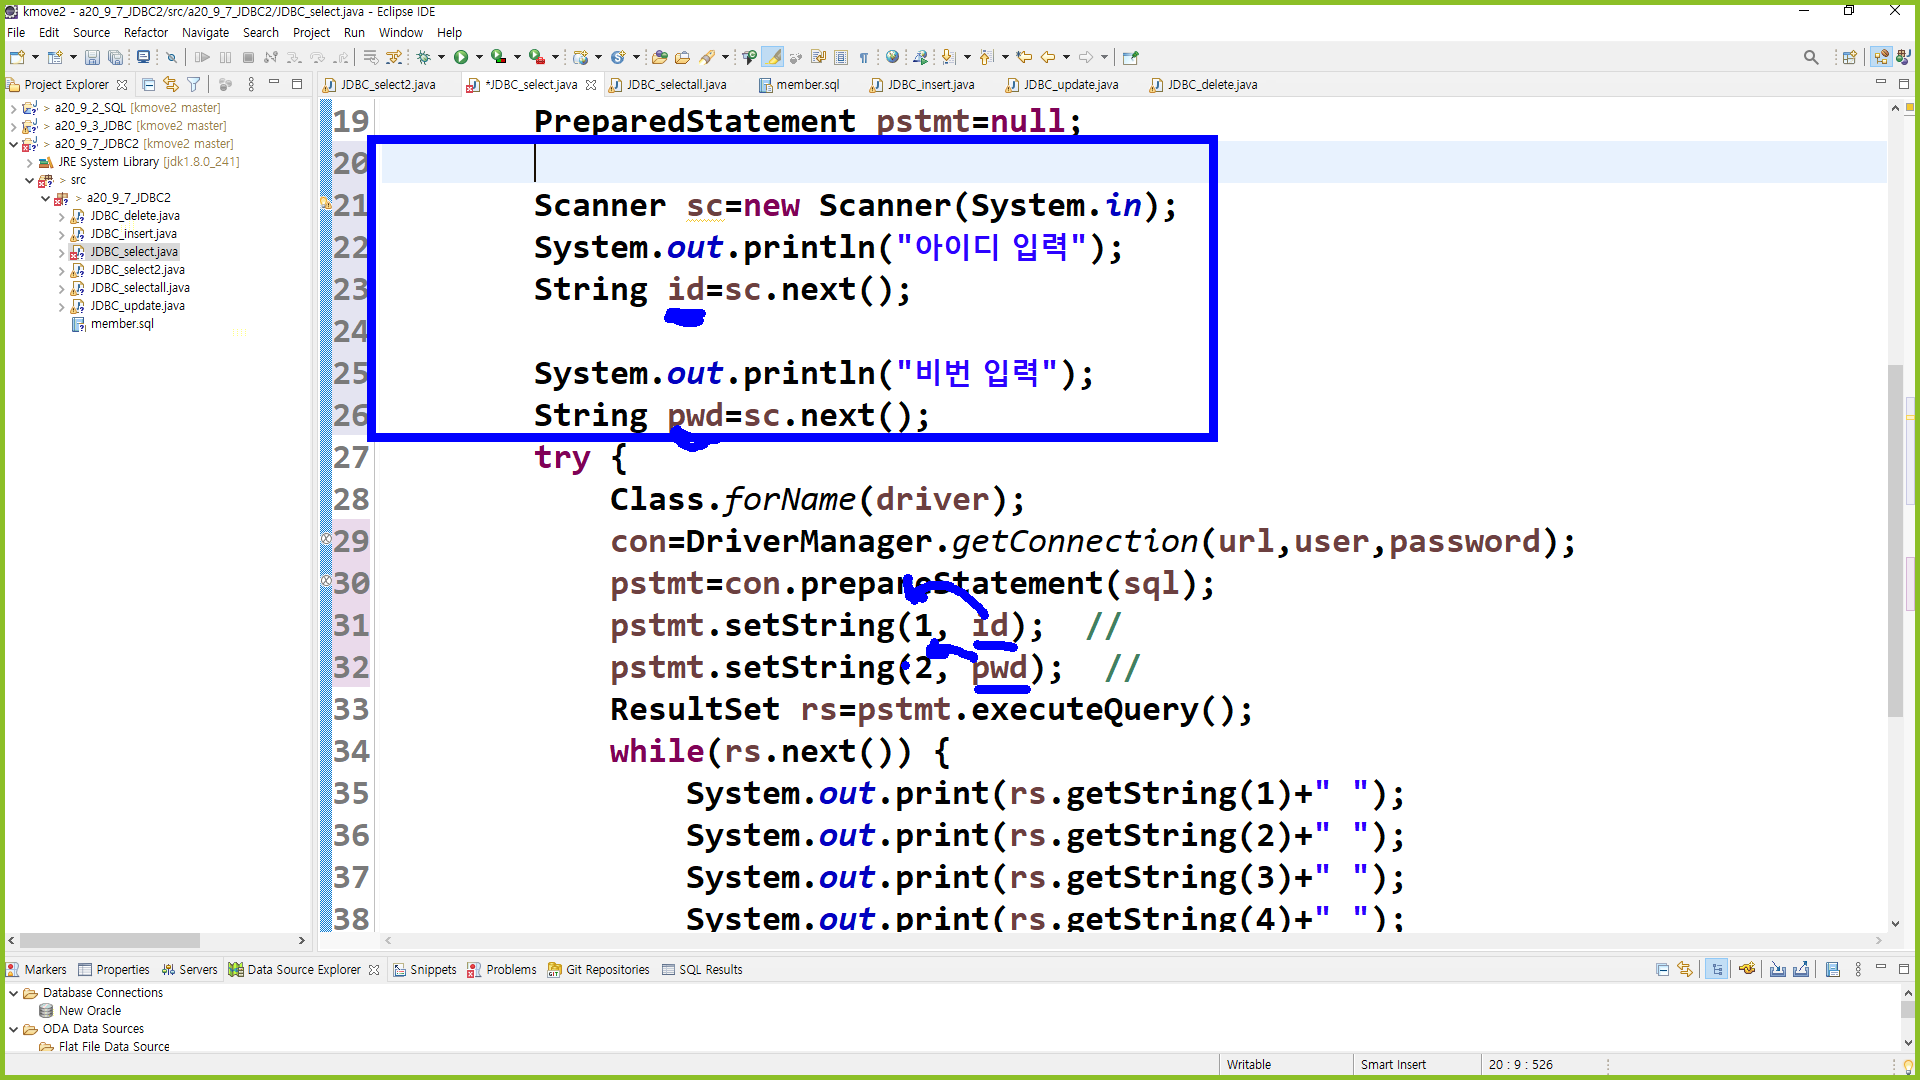 kmove2 - a20_9_7_JDBC2/src/a20_9_7_JDBC2/JDBC_select.java - Eclipse IDE
File Edit Source Refactor Navigate Search Project Run Window Help
Project Explorer
JDBC_select2.java *JDBC_select.java JDBC_selectall.java member.sql JDBC_insert.java JDBC_update.java JDBC_delete.java
> a20_9_2_SQL [kmove2 master]
> a20_9_3_JDBC [kmove2 master]
> a20_9_7_JDBC2 [kmove2 master]
JRE System Library [jdk1.8.0_241]
> src
> a20_9_7_JDBC2
JDBC_delete.java
JDBC_insert.java
JDBC_select.java
JDBC_select2.java
JDBC_selectall.java
JDBC_update.java
member.sql
19 PreparedStatement pstmt=null;
20
21 Scanner sc=new Scanner(System.in);
22 System.out.println("아이디 입력");
23 String id=sc.next();
24
25 System.out.println("비번 입력");
26 String pwd=sc.next();
27 try {
28 Class.forName(driver);
29 con=DriverManager.getConnection(url,user,password);
30 pstmt=con.prepareStatement(sql);
31 pstmt.setString(1, id); //
32 pstmt.setString(2, pwd); //
33 ResultSet rs=pstmt.executeQuery();
34 while(rs.next()) {
35 System.out.print(rs.getString(1)+" ");
36 System.out.print(rs.getString(2)+" ");
37 System.out.print(rs.getString(3)+" ");
38 System.out.print(rs.getString(4)+" ");
Markers Properties Servers Data Source Explorer Snippets Problems Git Repositories SQL Results
Database Connections
New Oracle
ODA Data Sources
Flat File Data Source
Writable Smart Insert 20 : 9 : 526